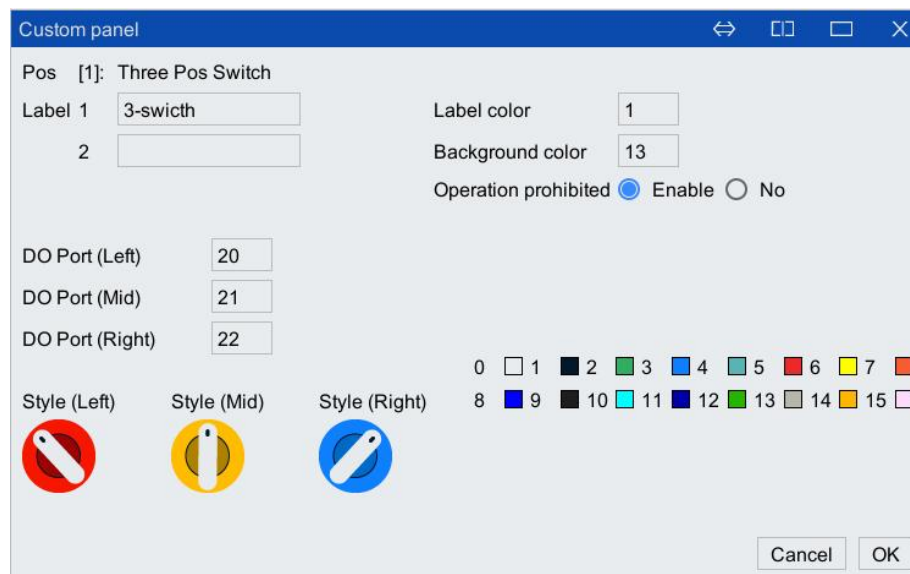 Custom panel
Pos [1]: Three Pos Switch
Label 1 3-swicth Label color 1
2 Background color 13
Operation prohibited Enable No
DO Port (Left) 20
DO Port (Mid) 21
DO Port (Right) 22
0 1 2 3 4 5 6 7
Style (Left) Style (Mid) Style (Right) 8 9 10 11 12 13 14 15
Cancel OK